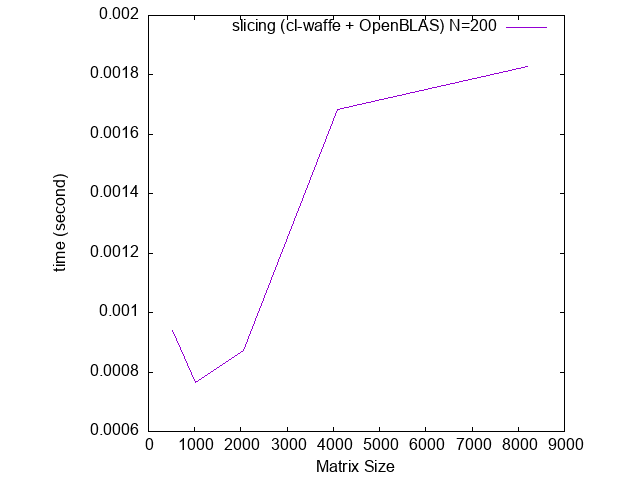 slicing (cl-waffe + OpenBLAS) N=200
0.002
0.0018
0.0016
0.0014
0.0012
0.001
0.0008
0.0006
time (second)
0 1000 2000 3000 4000 5000 6000 7000 8000 9000
Matrix Size